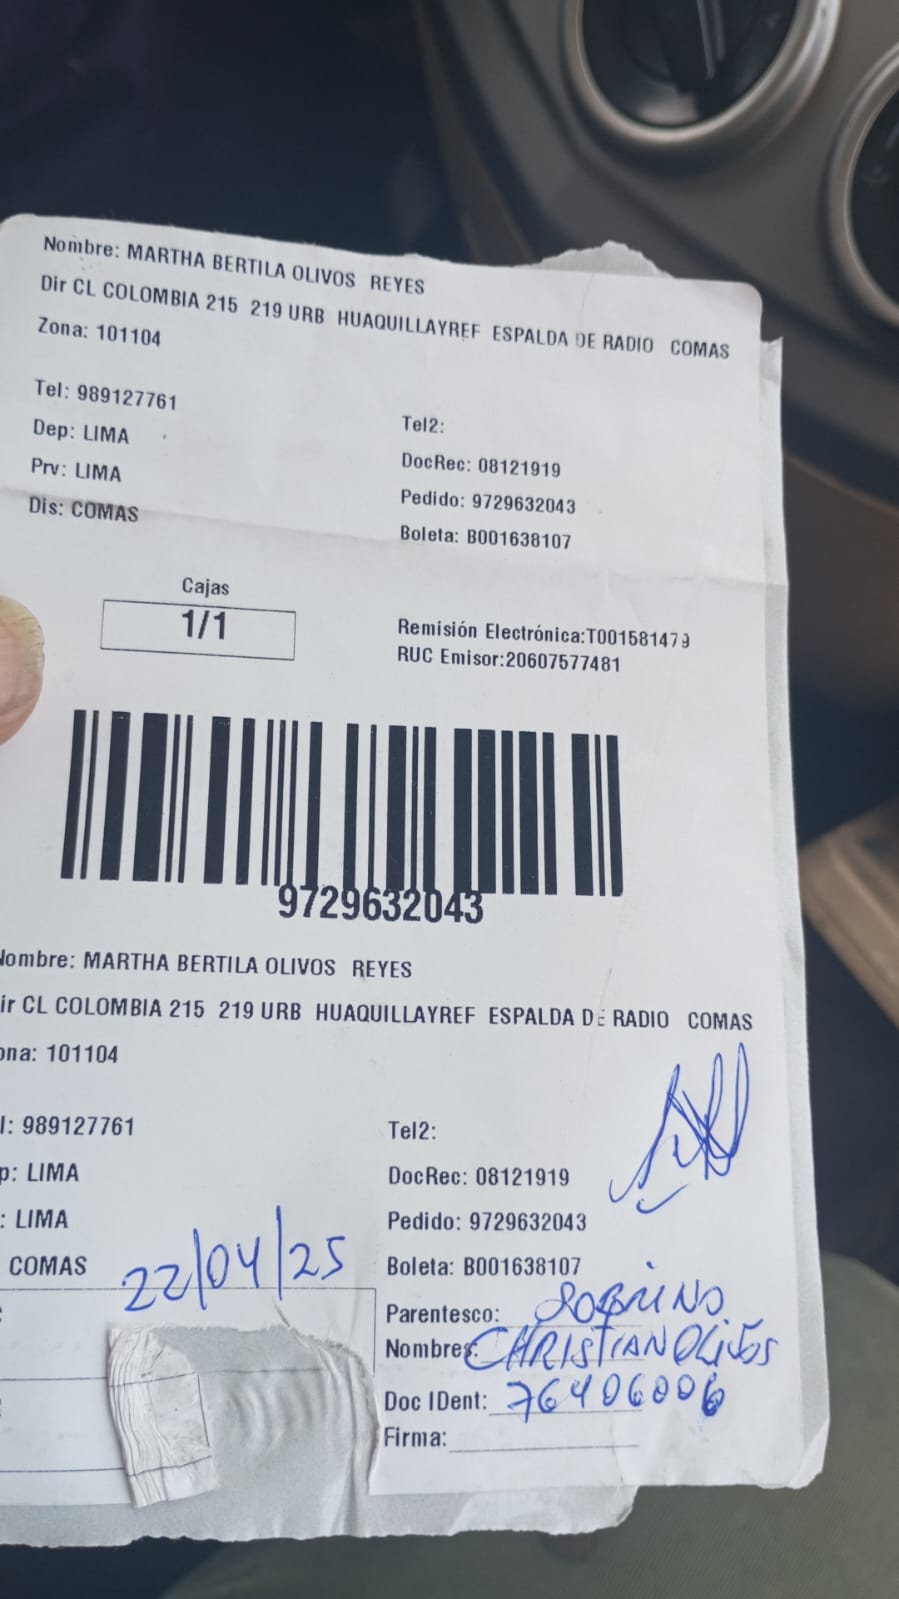 Nombre: MARTHA BERTILA OLIVOS REYES
Dir CL COLOMBIA 215 219 URB HUAQUILLAYREF ESPALDA DE RADIO COMAS
Zona: 101104
Tel: 989127761
Tel2:
Dep: LIMA
DocRec: 08121919
Prv: LIMA
Pedido: 9729632043
Dis: COMAS
Boleta: B001638107
Cajas
1/1
Remisión Electrónica:T001581479
RUC Emisor:20607577481
9729632043
Nombre: MARTHA BERTILA OLIVOS REYES
ir CL COLOMBIA 215 219 URB HUAQUILLAYREF ESPALDA DE RADIO COMAS
ona: 101104
l: 989127761
Tel2:
p: LIMA
DocRec: 08121919
: LIMA
Pedido: 9729632043
COMAS
Boleta: B001638107
22/04/25
Parentesco: SOBRINO
Nombres: CHRISTIAN OLIVOS
Doc IDent: 76406006
Firma: